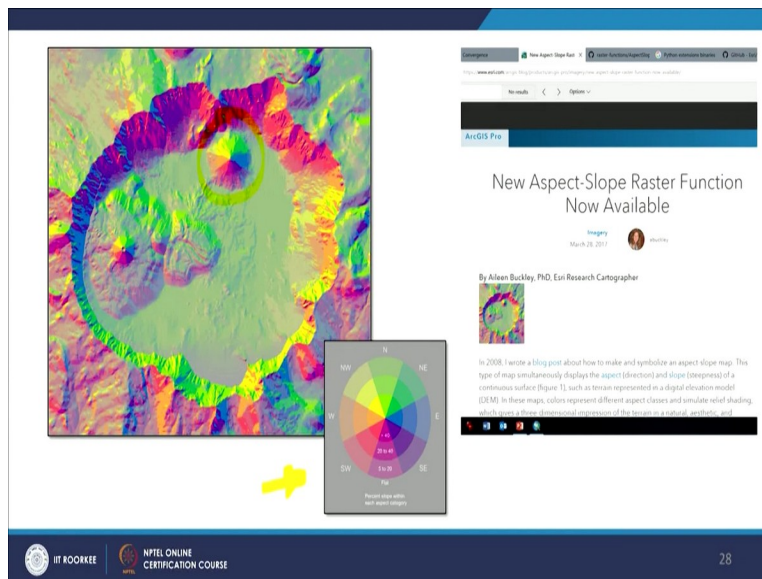 Convergence
New Aspect-Slope Rast
Python extensions binaries
No results
Options
ArcGIS Pro
New Aspect-Slope Raster Function
Now Available
Imagery
March 28, 2017
By Aileen Buckley, PhD, Esri Research Cartographer
In 2008, I wrote a blog post about how to make and symbolize an aspect slope map. This
type of map simultaneously displays the aspect (direction) and slope (steepness) of a
continuous surface (figure 1), such as terrain represented in a digital elevation model
(DEM). In these maps, colors represent different aspect classes and simulate relief shading,
which gives a three dimensional impression of the terrain in a natural, aesthetic, and
N
NW
NE
W
E
SW
SE
20 to 40
5 to 20
Flat
Percent slope within
each aspect category
IIT ROORKEE
NPTEL ONLINE
CERTIFICATION COURSE
28